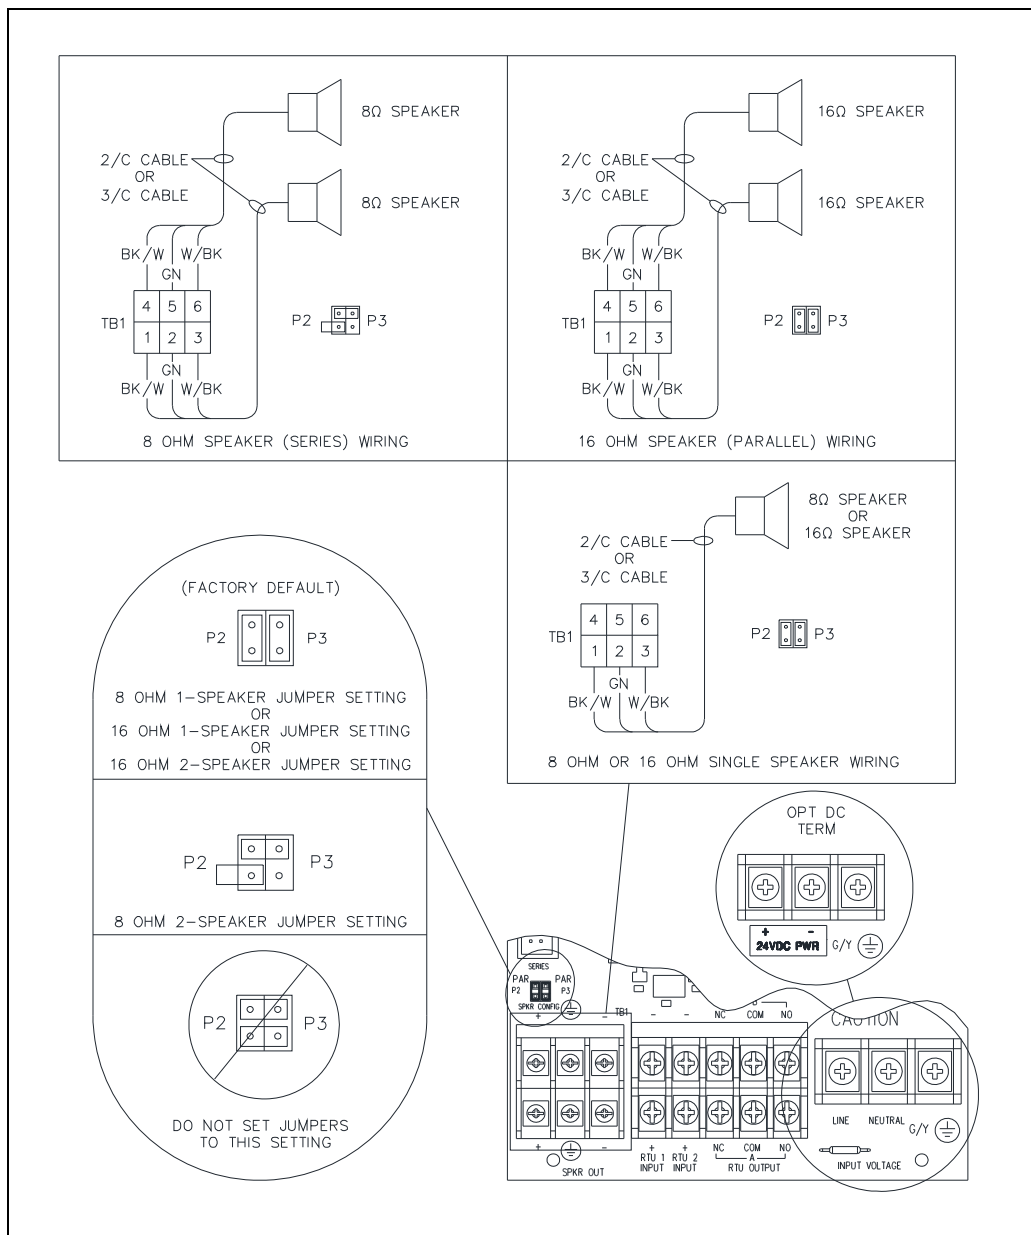 8Ω SPEAKER
2/C CABLE
OR
3/C CABLE
8Ω SPEAKER
BK/W W/BK
GN
4 5 6
TB1
1 2 3
P2 P3
GN
BK/W W/BK
8 OHM SPEAKER (SERIES) WIRING
16Ω SPEAKER
2/C CABLE
OR
3/C CABLE
16Ω SPEAKER
BK/W W/BK
GN
4 5 6
TB1
1 2 3
P2 P3
GN
BK/W W/BK
16 OHM SPEAKER (PARALLEL) WIRING
8Ω SPEAKER
OR
16Ω SPEAKER
2/C CABLE
OR
3/C CABLE
4 5 6
TB1
1 2 3
P2 P3
GN
BK/W W/BK
8 OHM OR 16 OHM SINGLE SPEAKER WIRING
(FACTORY DEFAULT)
P2 P3
8 OHM 1-SPEAKER JUMPER SETTING
OR
16 OHM 1-SPEAKER JUMPER SETTING
OR
16 OHM 2-SPEAKER JUMPER SETTING
P2 P3
8 OHM 2-SPEAKER JUMPER SETTING
P2 P3
DO NOT SET JUMPERS
TO THIS SETTING
OPT DC
TERM
+ -
24VDC PWR G/Y
SERIES
PAR PAR
P2 P3
SPKR CONFIG
+ -
TB1 - - NC COM NO
CAUTION
LINE NEUTRAL G/Y
INPUT VOLTAGE
+ -
SPKR OUT
+ + NC COM NO
RTU 1 RTU 2 A
INPUT INPUT RTU OUTPUT